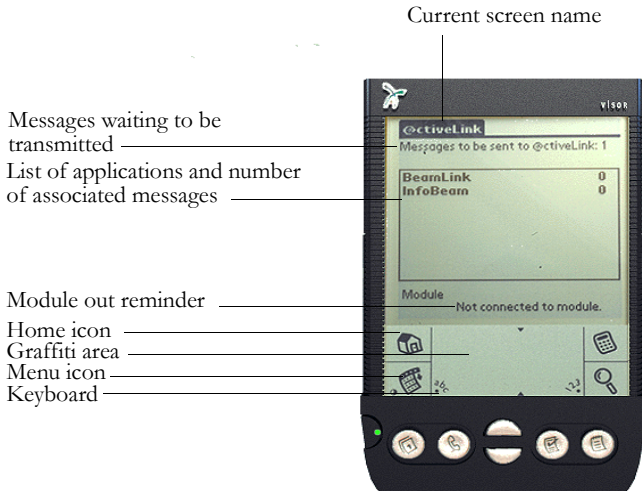 Current screen name
VISOR
Messages waiting to be
transmitted
@ctiveLink
Messages to be sent to @ctiveLink: 1
List of applications and number
of associated messages
BeamLink 0
InfoBeam 0
Module out reminder
Module
Not connected to module.
Home icon
Graffiti area
Menu icon
Keyboard
abc
123